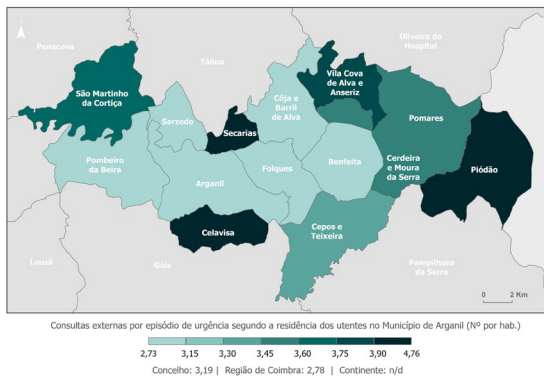 Oliveira do
Hospital
Penacova
Tábua
São Martinho
da Cortiça
Vila Cova
de Alva e
Anseriz
Côja e
Barril
de Alva
Sarzedo
Secarias
Pomares
Pombeiro
da Beira
Arganil
Folques
Benfeita
Cerdeira
e Moura
da Serra
Piódão
Celavisa
Cepos e
Teixeira
Lousã
Góis
Pampilhosa
da Serra
0 2 Km
Consultas externas por episódio de urgência segundo a residência dos utentes no Município de Arganil (Nº por hab.)
2,73 3,15 3,30 3,45 3,60 3,75 3,90 4,76
Concelho: 3,19 | Região de Coimbra: 2,78 | Continente: n/d